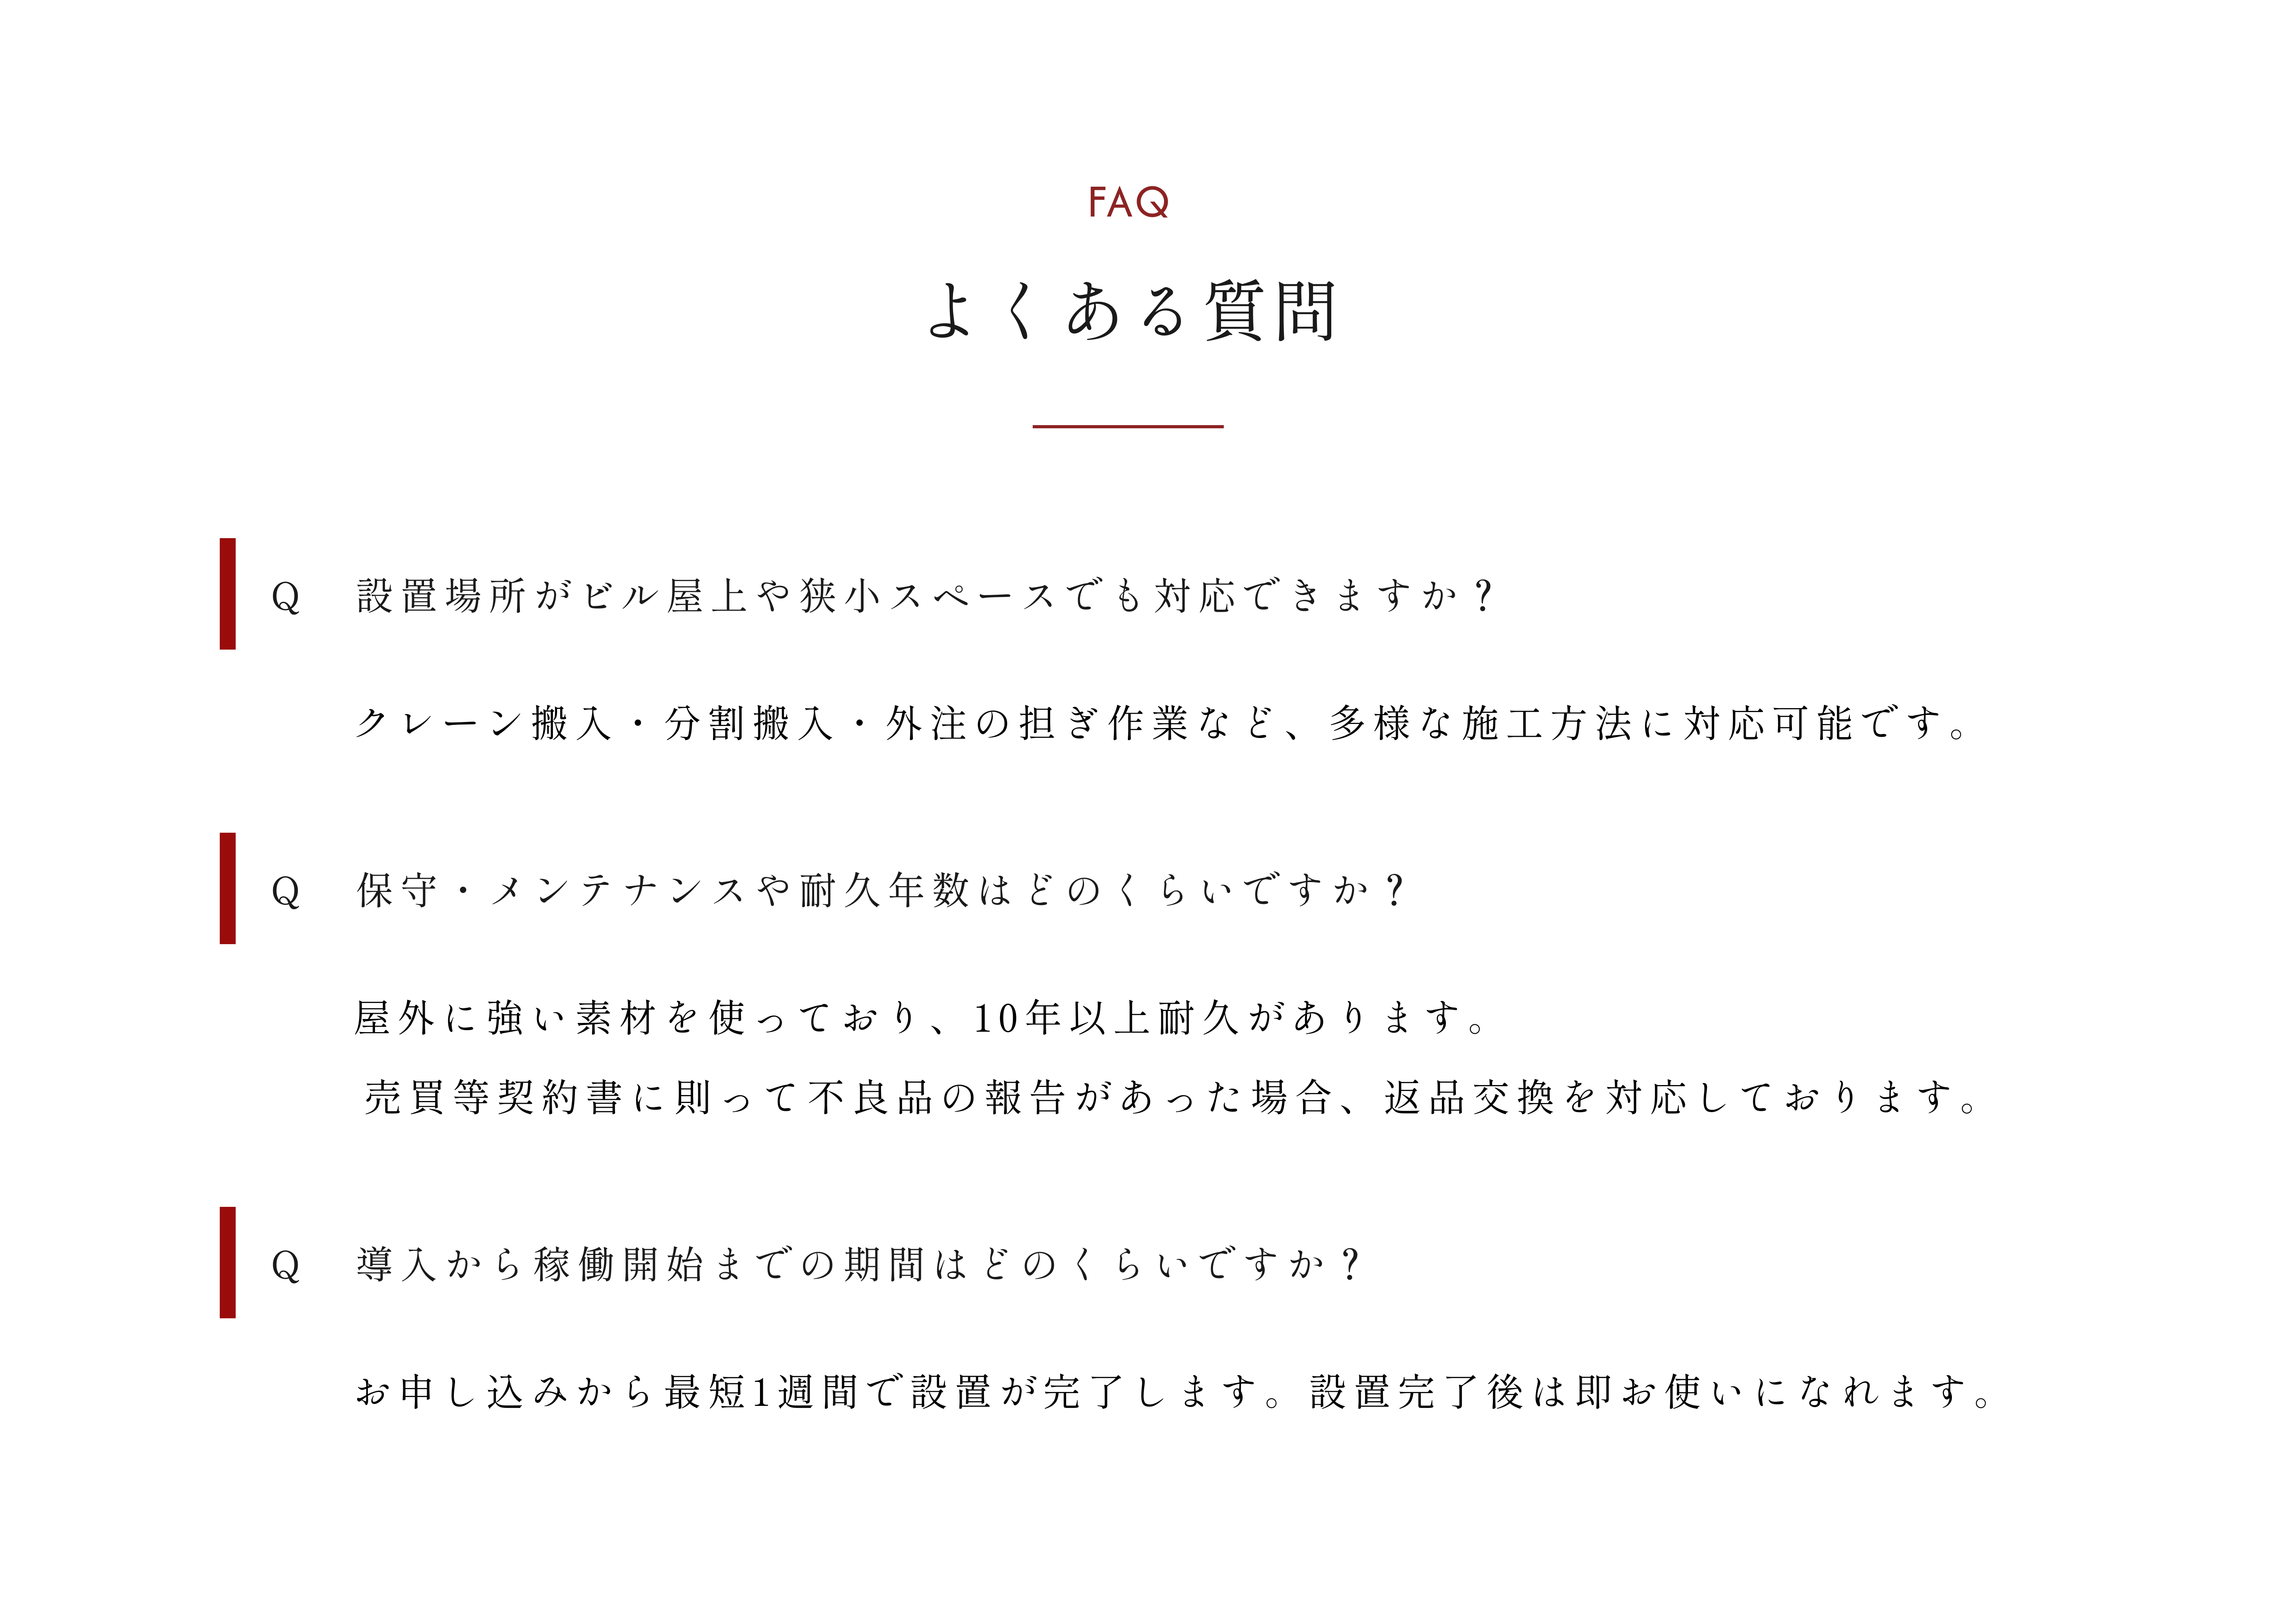 FAQ
よくある質問
Q 設置場所がビル屋上や狭小スペースでも対応できますか？
クレーン搬入・分割搬入・外注の担ぎ作業など、多様な施工方法に対応可能です。
Q 保守・メンテナンスや耐久年数はどのくらいですか？
屋外に強い素材を使っており、10年以上耐久があります。
売買等契約書に則って不良品の報告があった場合、返品交換を対応しております。
Q 導入から稼働開始までの期間はどのくらいですか？
お申し込みから最短1週間で設置が完了します。設置完了後は即お使いになれます。